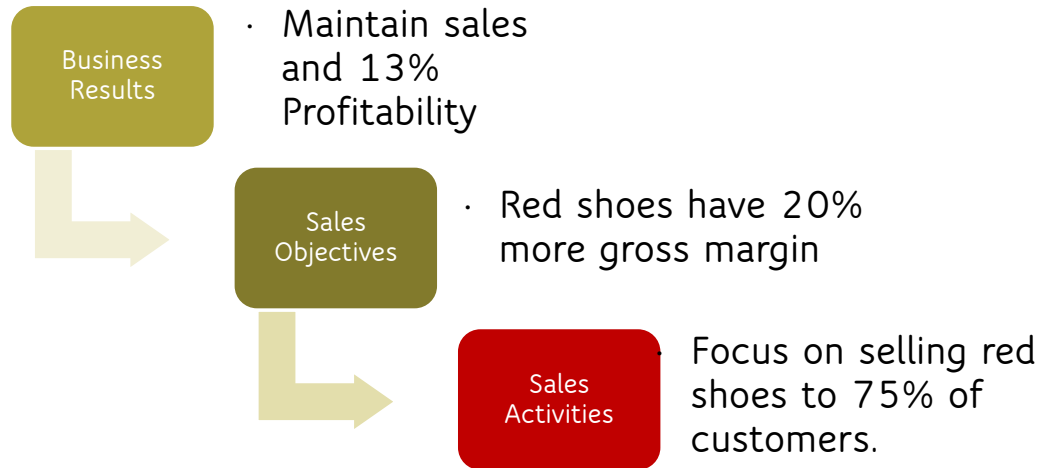 Business
Results
· Maintain sales
and 13%
Profitability
Sales
Objectives
· Red shoes have 20%
more gross margin
Sales
Activities
· Focus on selling red
shoes to 75% of
customers.